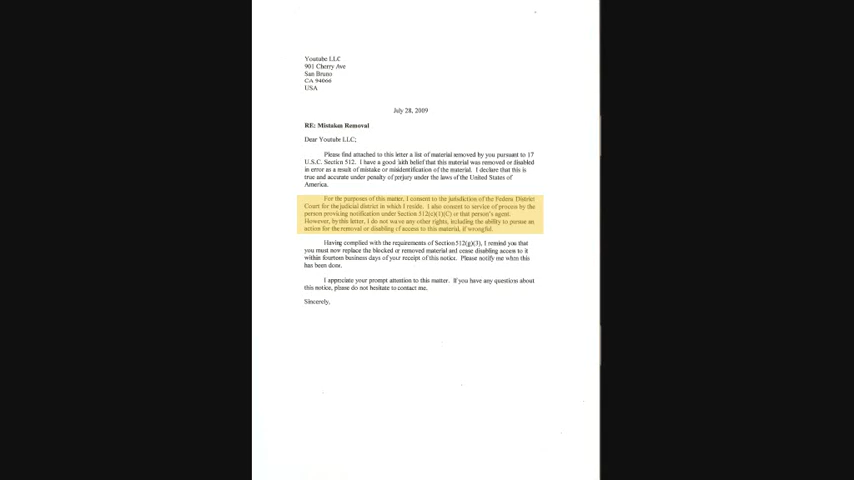 Youtube LLC
901 Cherry Ave
San Bruno
CA 94066
USA
July 28, 2009
RE: Mistaken Removal
Dear Youtube LLC;
Please find attached to this letter a list of material removed by you pursuant to 17
U.S.C. Section 512. I have a good faith belief that this material was removed or disabled
in error as a result of mistake or misidentification of the material. I declare that this is
true and accurate under penalty of perjury under the laws of the United States of
America.
For the purposes of this matter, I consent to the jurisdiction of the Federal District
Court for the judicial district in which I reside. I also consent to service of process by the
person providing notification under Section 512(c)(1)(C) or that person's agent.
However, by this letter, I do not waive any other rights, including the ability to pursue an
action for the removal or disabling of access to this material, if wrongful.
Having complied with the requirements of Section 512(g)(3), I remind you that
you must now replace the blocked or removed material and cease disabling access to it
within fourteen business days of your receipt of this notice. Please notify me when this
has been done.
I appreciate your prompt attention to this matter. If you have any questions about
this notice, please do not hesitate to contact me.
Sincerely,